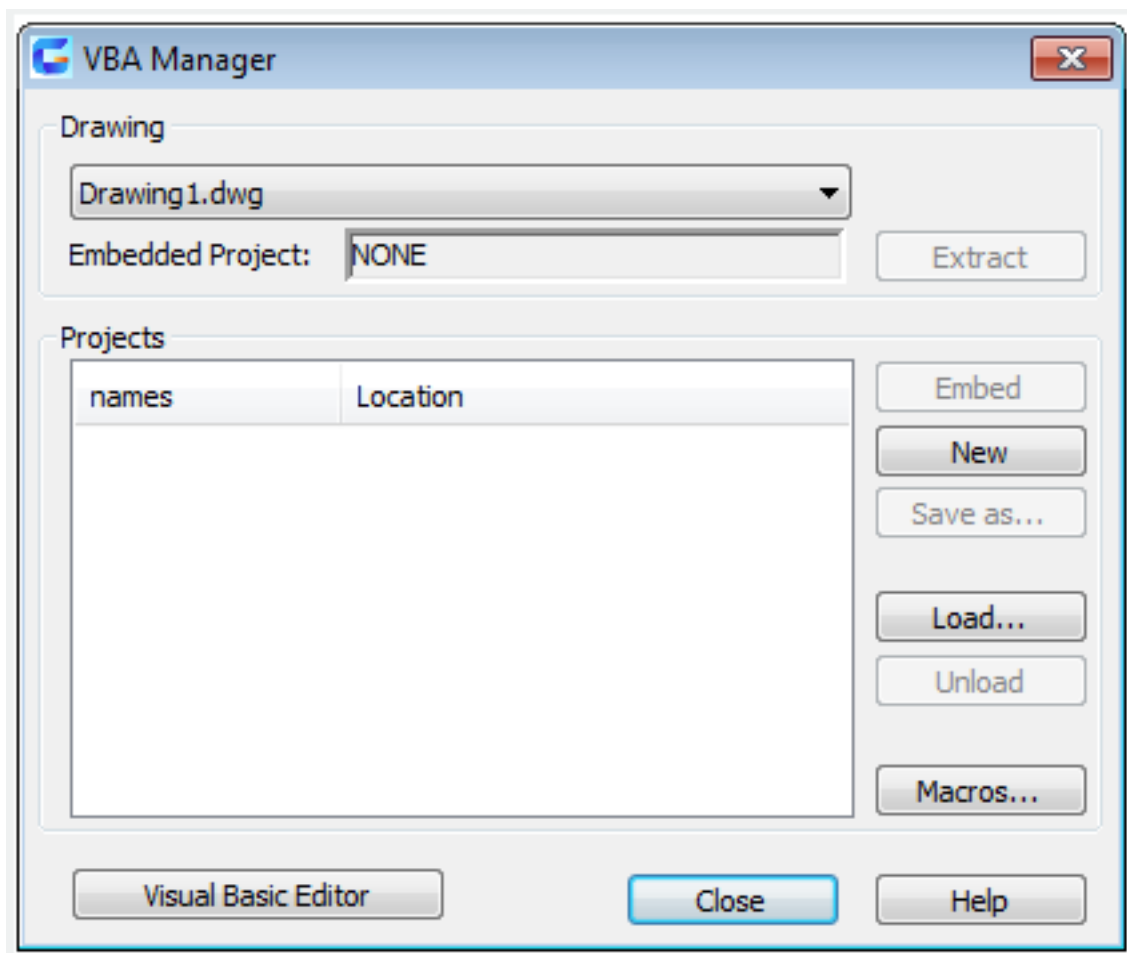 VBA Manager
Drawing
Drawing1.dwg
Embedded Project: NONE Extract
Projects
names Location
Embed
New
Save as...
Load...
Unload
Macros...
Visual Basic Editor Close Help